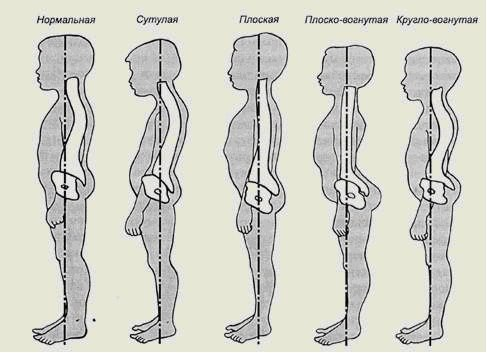 Нормальная
Сутулая
Плоская
Плоско-вогнутая
Кругло-вогнутая